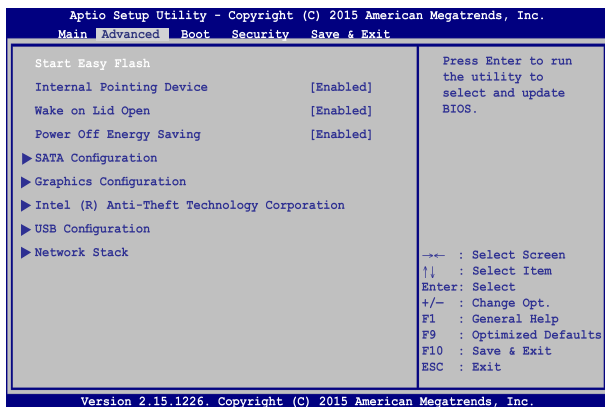 Aptio Setup Utility - Copyright (C) 2015 American Megatrends, Inc.
Main Advanced Boot Security Save & Exit
Start Easy Flash
Internal Pointing Device [Enabled]
Wake on Lid Open [Enabled]
Power Off Energy Saving [Enabled]
SATA Configuration
Graphics Configuration
Intel (R) Anti-Theft Technology Corporation
USB Configuration
Network Stack
Press Enter to run
the utility to
select and update
BIOS.
→← : Select Screen
↑↓ : Select Item
Enter: Select
+/— : Change Opt.
F1 : General Help
F9 : Optimized Defaults
F10 : Save & Exit
ESC : Exit
Version 2.15.1226. Copyright (C) 2015 American Megatrends, Inc.